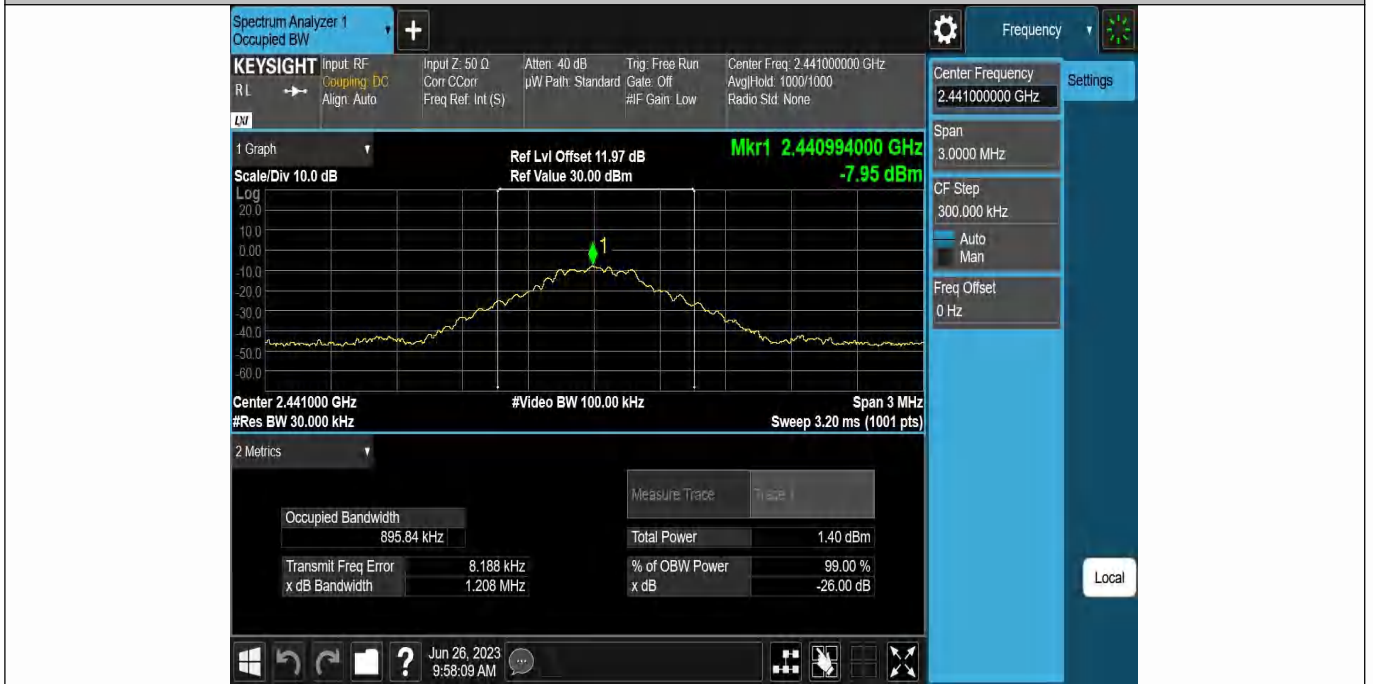 Spectrum Analyzer 1
Occupied BW
+
Frequency
KEYSIGHT
RL
LXI
Input: RF
Coupling: DC
Align: Auto
Input Z: 50 Ω
Corr CCorr
Freq Ref: Int (S)
Atten: 40 dB
µW Path: Standard
Trig: Free Run
Gate: Off
#IF Gain: Low
Center Freq: 2.441000000 GHz
Avg|Hold: 1000/1000
Radio Std: None
Center Frequency
2.441000000 GHz
Settings
Span
3.0000 MHz
CF Step
300.000 kHz
Auto
Man
Freq Offset
0 Hz
Local
1 Graph
Scale/Div 10.0 dB
Ref Lvl Offset 11.97 dB
Ref Value 30.00 dBm
Mkr1 2.440994000 GHz
-7.95 dBm
Log
20.0
10.0
0.00
-10.0
-20.0
-30.0
-40.0
-50.0
-60.0
1
Center 2.441000 GHz
#Res BW 30.000 kHz
#Video BW 100.00 kHz
Span 3 MHz
Sweep 3.20 ms (1001 pts)
2 Metrics
Measure Trace Trace 1
Occupied Bandwidth
895.84 kHz
Total Power 1.40 dBm
Transmit Freq Error 8.188 kHz
% of OBW Power 99.00 %
x dB Bandwidth 1.208 MHz
x dB -26.00 dB
?
Jun 26, 2023
9:58:09 AM